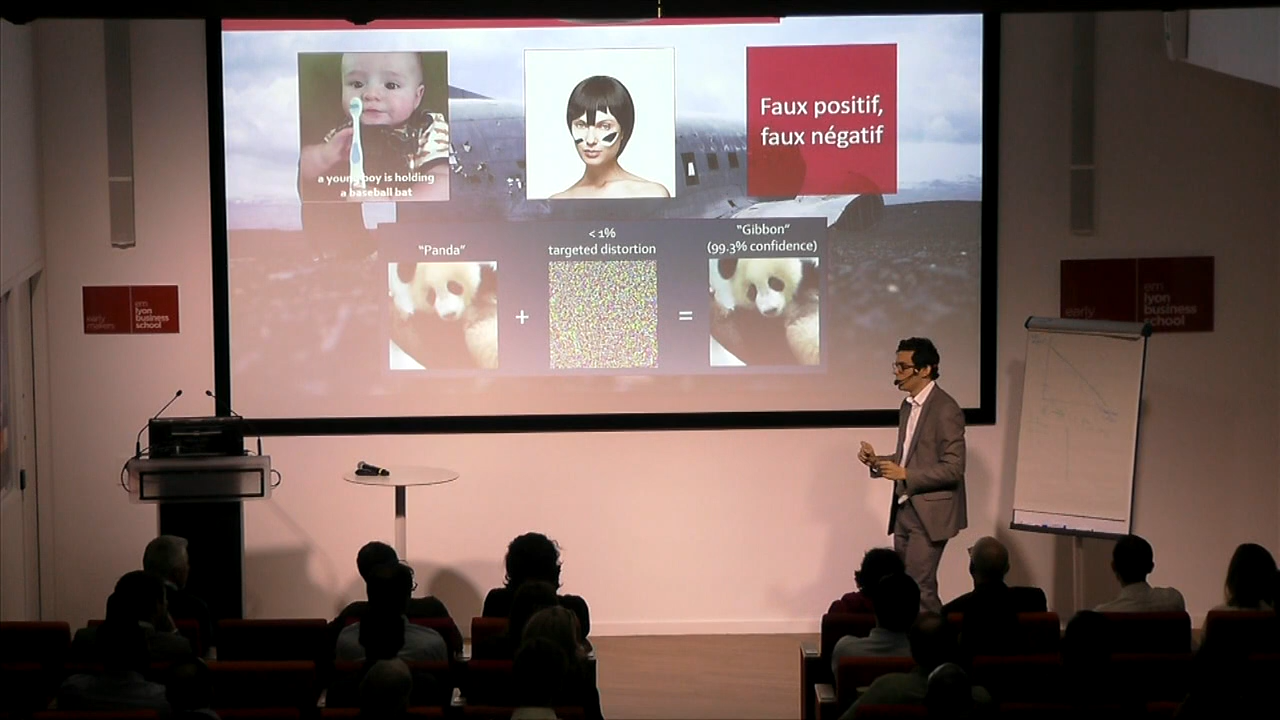 a young boy is holding
a baseball bat
Faux positif,
faux négatif
"Panda"
+
< 1%
targeted distortion
=
"Gibbon"
(99.3% confidence)
early
makers
em
lyon
business
school
early
em
lyon
business
school